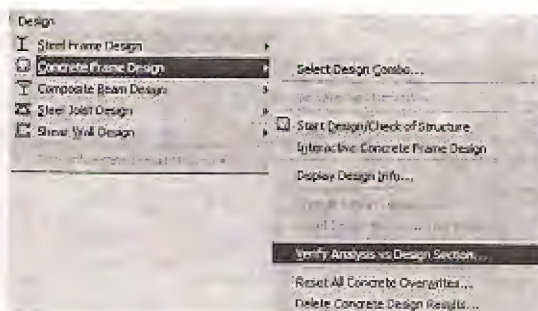 Design
Steel Frame Design
Concrete Frame Design
Composite Beam Design
Steel Joist Design
Shear Wall Design
Select Design Combo...
Start Design/Check of Structure
Interactive Concrete Frame Design
Display Design Info...
Verify Analysis vs Design Section...
Reset All Concrete Overwrites...
Delete Concrete Design Results...